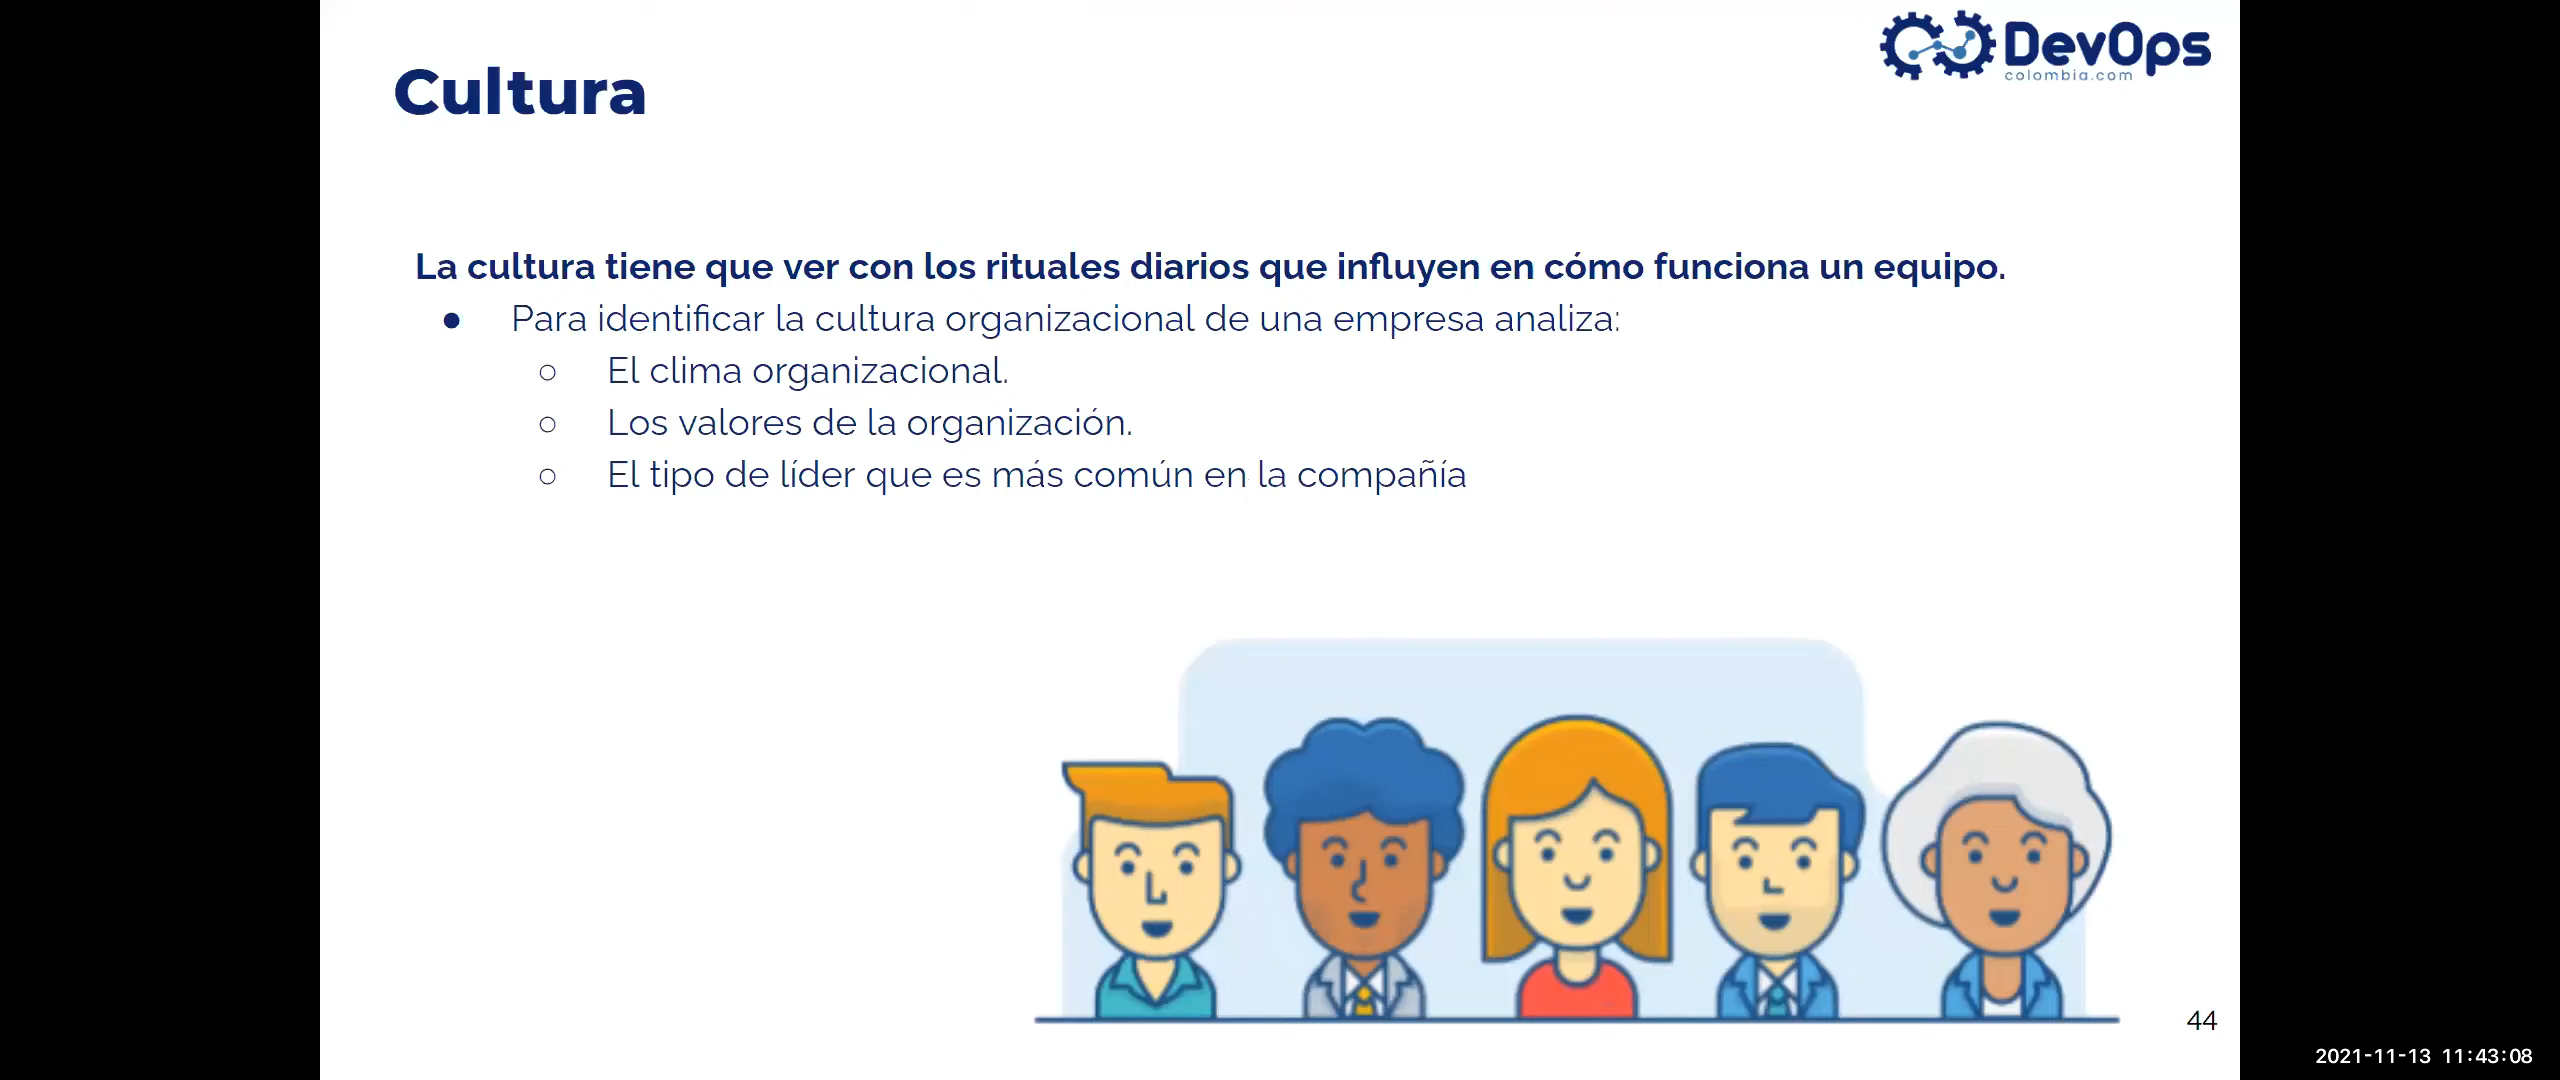 DevOps
colombia.com
Cultura
La cultura tiene que ver con los rituales diarios que influyen en cómo funciona un equipo.
● Para identificar la cultura organizacional de una empresa analiza:
○ El clima organizacional.
○ Los valores de la organización.
○ El tipo de líder que es más común en la compañía
44
2021-11-13 11:43:08